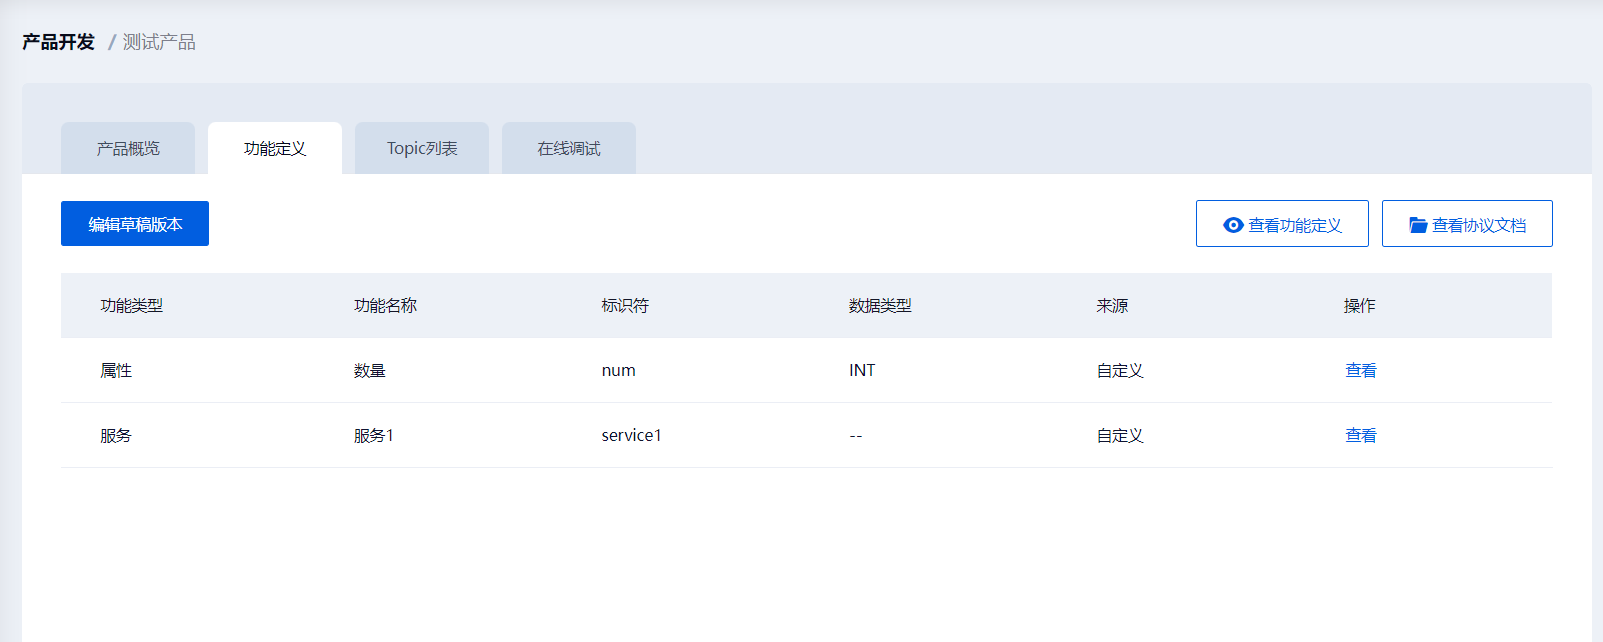 产品开发 / 测试产品
产品概览 功能定义 Topic列表 在线调试
编辑草稿版本 查看功能定义 查看协议文档
功能类型 功能名称 标识符 数据类型 来源 操作
属性 数量 num INT 自定义 查看
服务 服务1 service1 -- 自定义 查看